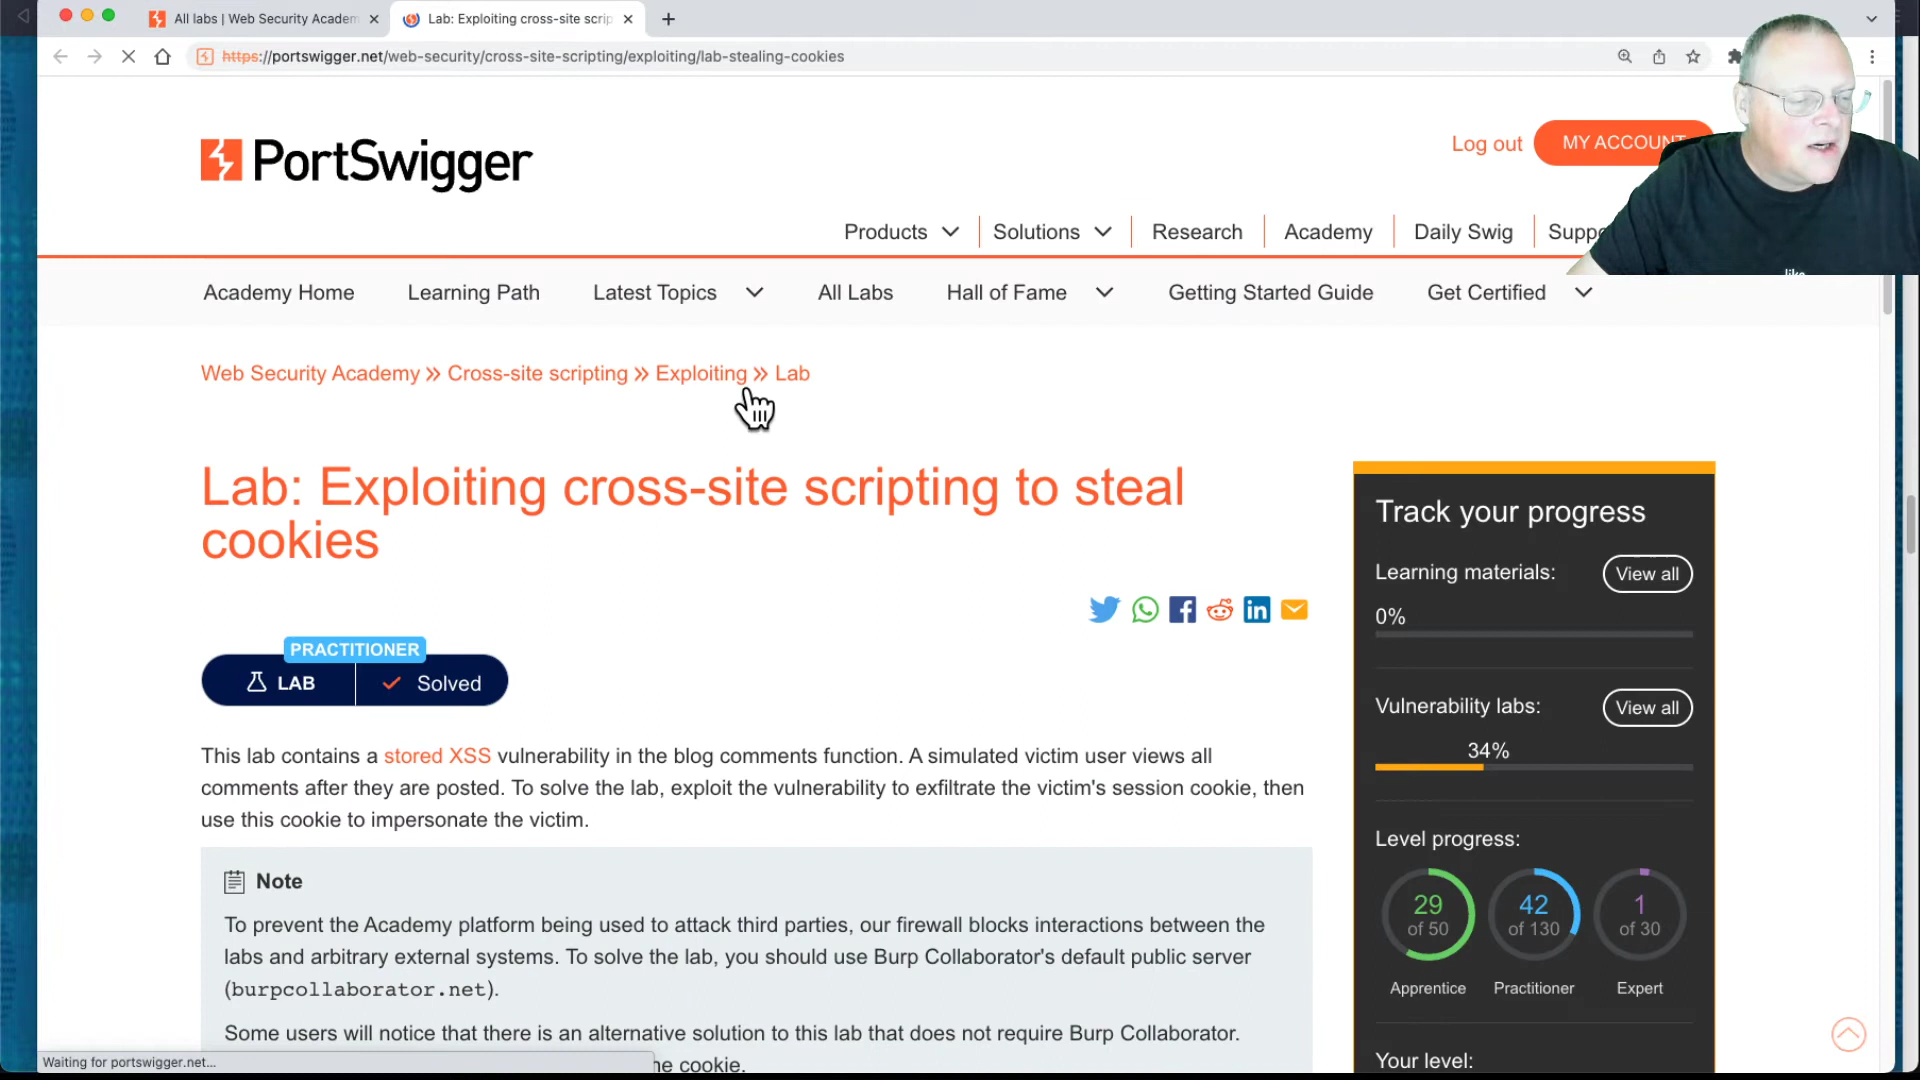 All labs | Web Security Academ
Lab: Exploiting cross-site scrip
https://portswigger.net/web-security/cross-site-scripting/exploiting/lab-stealing-cookies
PortSwigger
Log out
MY ACCOUNT
Products
Solutions
Research
Academy
Daily Swig
Suppo
Academy Home
Learning Path
Latest Topics
All Labs
Hall of Fame
Getting Started Guide
Get Certified
like
Web Security Academy » Cross-site scripting » Exploiting » Lab
Lab: Exploiting cross-site scripting to steal
cookies
PRACTITIONER
LAB
Solved
This lab contains a stored XSS vulnerability in the blog comments function. A simulated victim user views all
comments after they are posted. To solve the lab, exploit the vulnerability to exfiltrate the victim's session cookie, then
use this cookie to impersonate the victim.
Note
To prevent the Academy platform being used to attack third parties, our firewall blocks interactions between the
labs and arbitrary external systems. To solve the lab, you should use Burp Collaborator's default public server
(burpcollaborator.net).
Some users will notice that there is an alternative solution to this lab that does not require Burp Collaborator.
he cookie.
Waiting for portswigger.net...
Track your progress
Learning materials:
View all
0%
Vulnerability labs:
View all
34%
Level progress:
29
of 50
42
of 130
1
of 30
Apprentice
Practitioner
Expert
Your level: